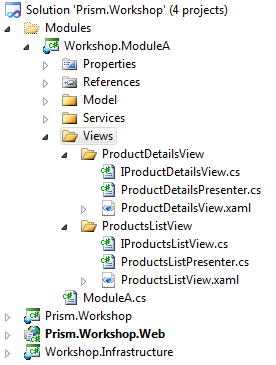 Solution 'Prism.Workshop' (4 projects)
Modules
Workshop.ModuleA
Properties
References
Model
Services
Views
ProductDetailsView
IProductDetailsView.cs
ProductDetailsPresenter.cs
ProductDetailsView.xaml
ProductsListView
IProductsListView.cs
ProductsListPresenter.cs
ProductsListView.xaml
ModuleA.cs
Prism.Workshop
Prism.Workshop.Web
Workshop.Infrastructure